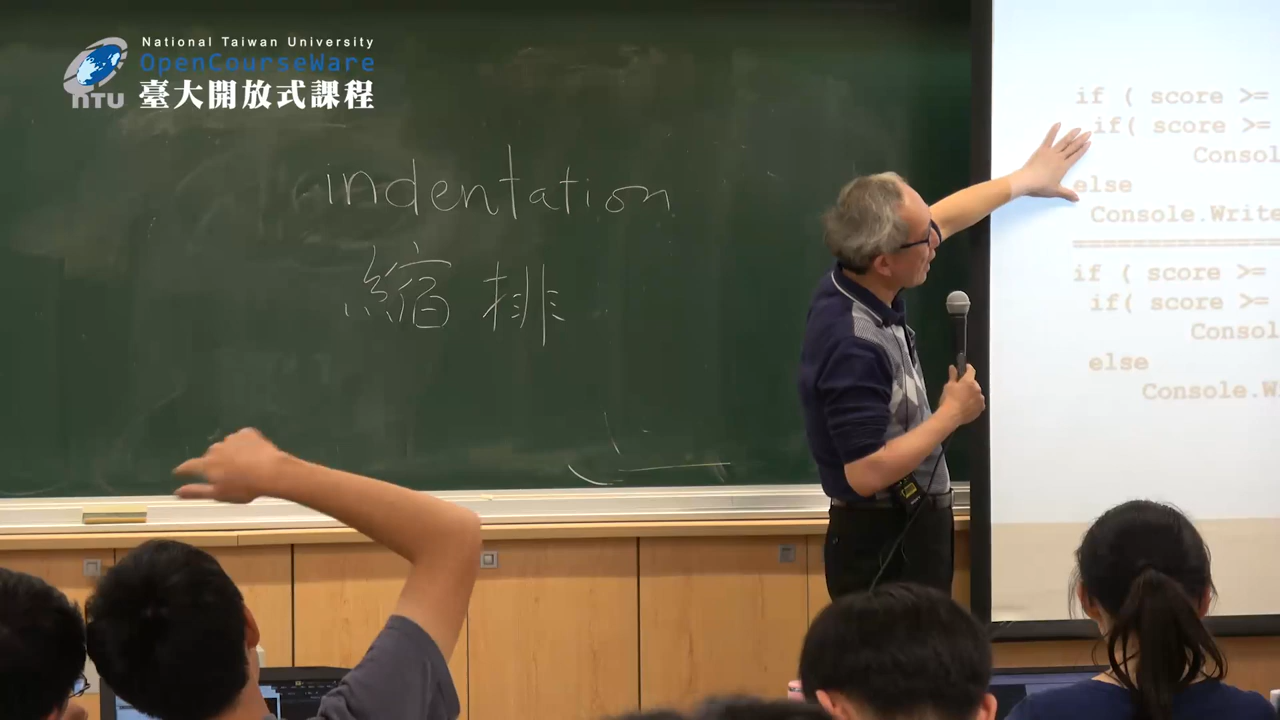 National Taiwan University
OpenCourseWare
NTU 臺大開放式課程
indentation
縮排
if ( score >=
if( score >=
Consol
else
Console.Write
====================
if ( score >=
if( score >=
Consol
else
Console.W